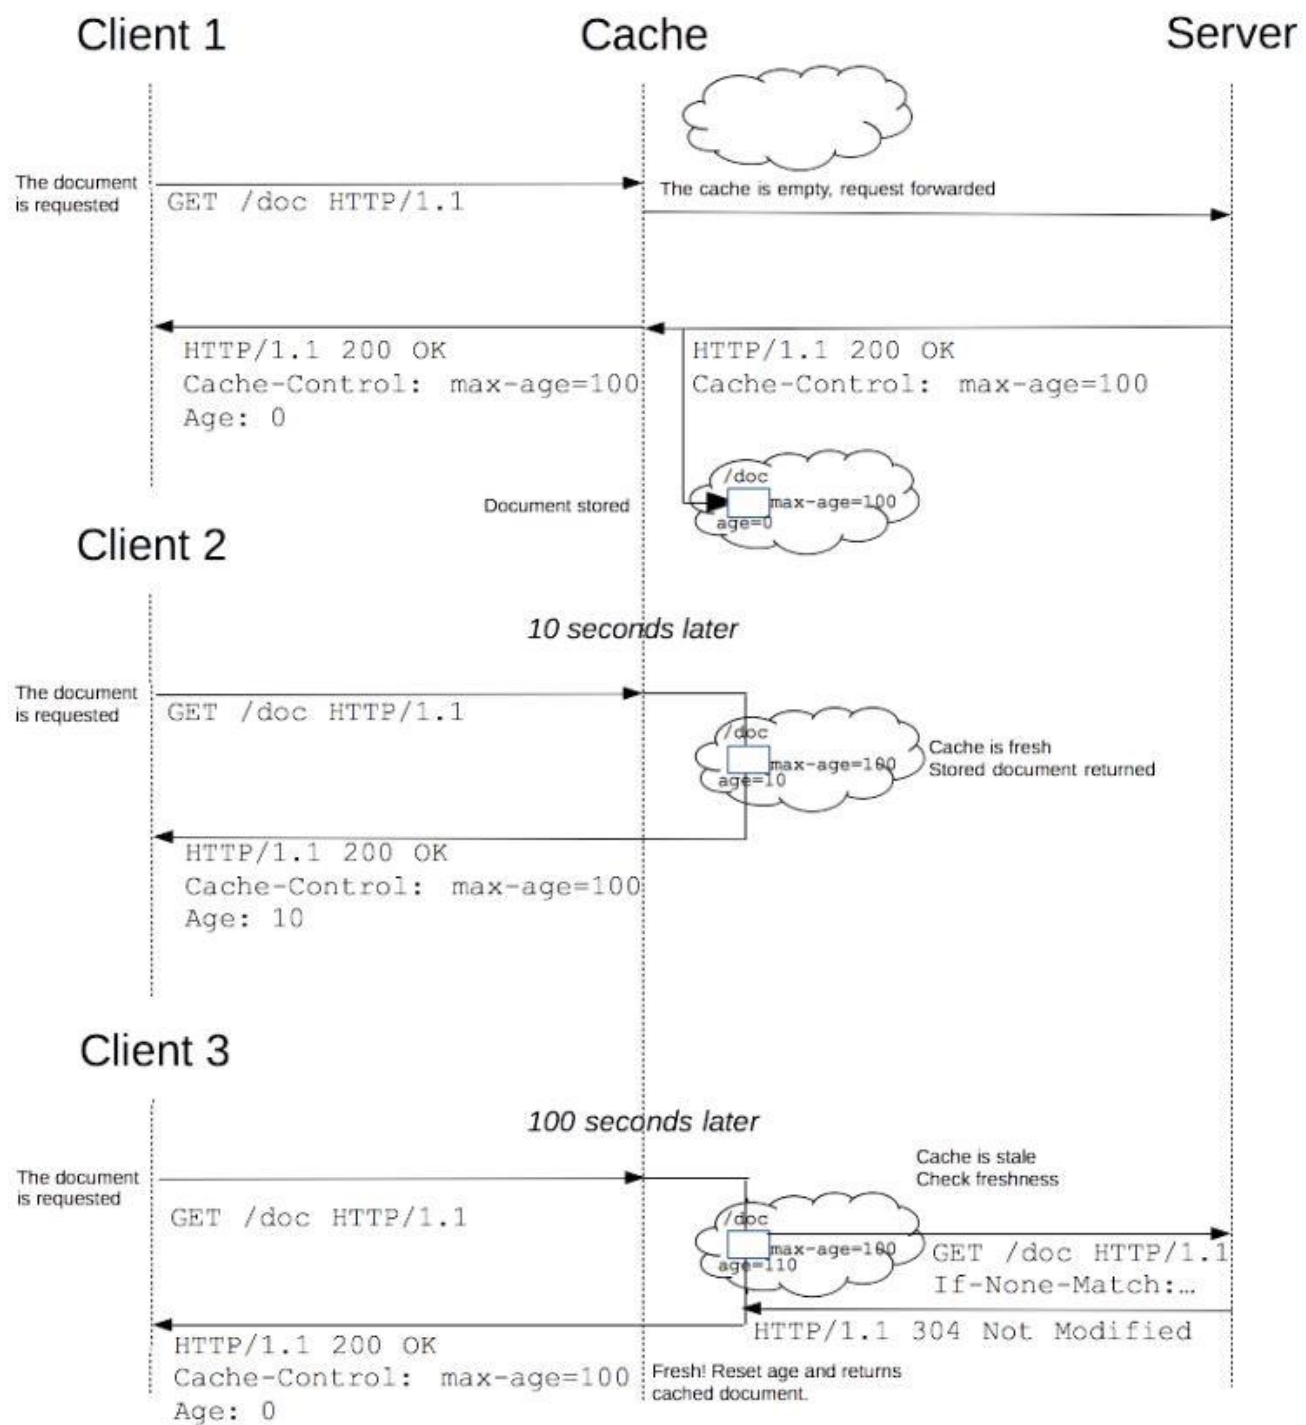 Client 1
Cache
Server
The document
is requested
GET /doc HTTP/1.1
The cache is empty, request forwarded
HTTP/1.1 200 OK
Cache-Control: max-age=100
Age: 0
HTTP/1.1 200 OK
Cache-Control: max-age=100
Document stored
/doc
max-age=100
age=0
Client 2
10 seconds later
The document
is requested
GET /doc HTTP/1.1
/doc
max-age=100
age=10
Cache is fresh
Stored document returned
HTTP/1.1 200 OK
Cache-Control: max-age=100
Age: 10
Client 3
100 seconds later
The document
is requested
GET /doc HTTP/1.1
Cache is stale
Check freshness
/doc
max-age=100
age=110
GET /doc HTTP/1.1
If-None-Match:…
HTTP/1.1 304 Not Modified
HTTP/1.1 200 OK
Cache-Control: max-age=100
Age: 0
Fresh! Reset age and returns
cached document.